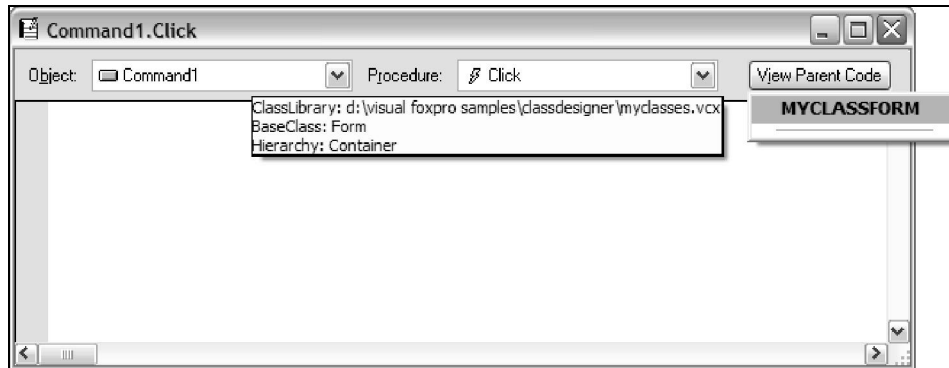 Command1.Click
Object: Command1 Procedure: Click View Parent Code
ClassLibrary: d:\visual foxpro samples\classdesigner\myclasses.vcx
BaseClass: Form
Hierarchy: Container
MYCLASSFORM